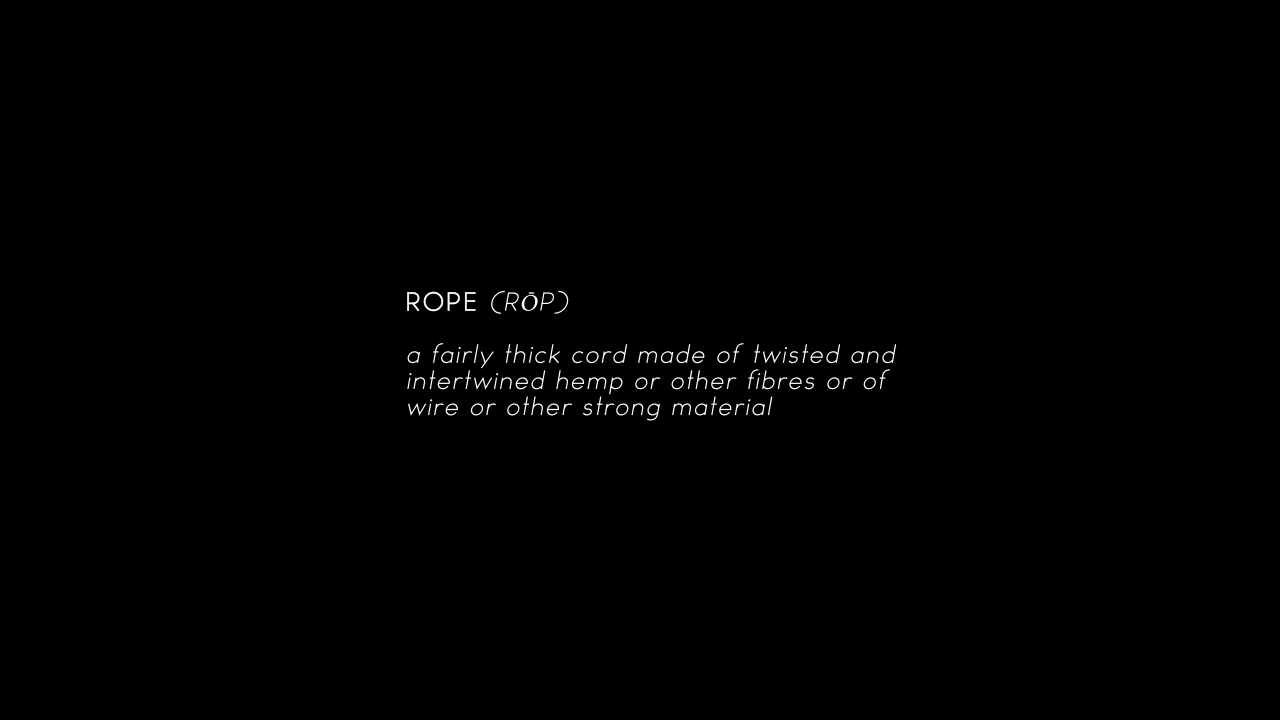 ROPE (RŌP)
a fairly thick cord made of twisted and
intertwined hemp or other fibres or of
wire or other strong material